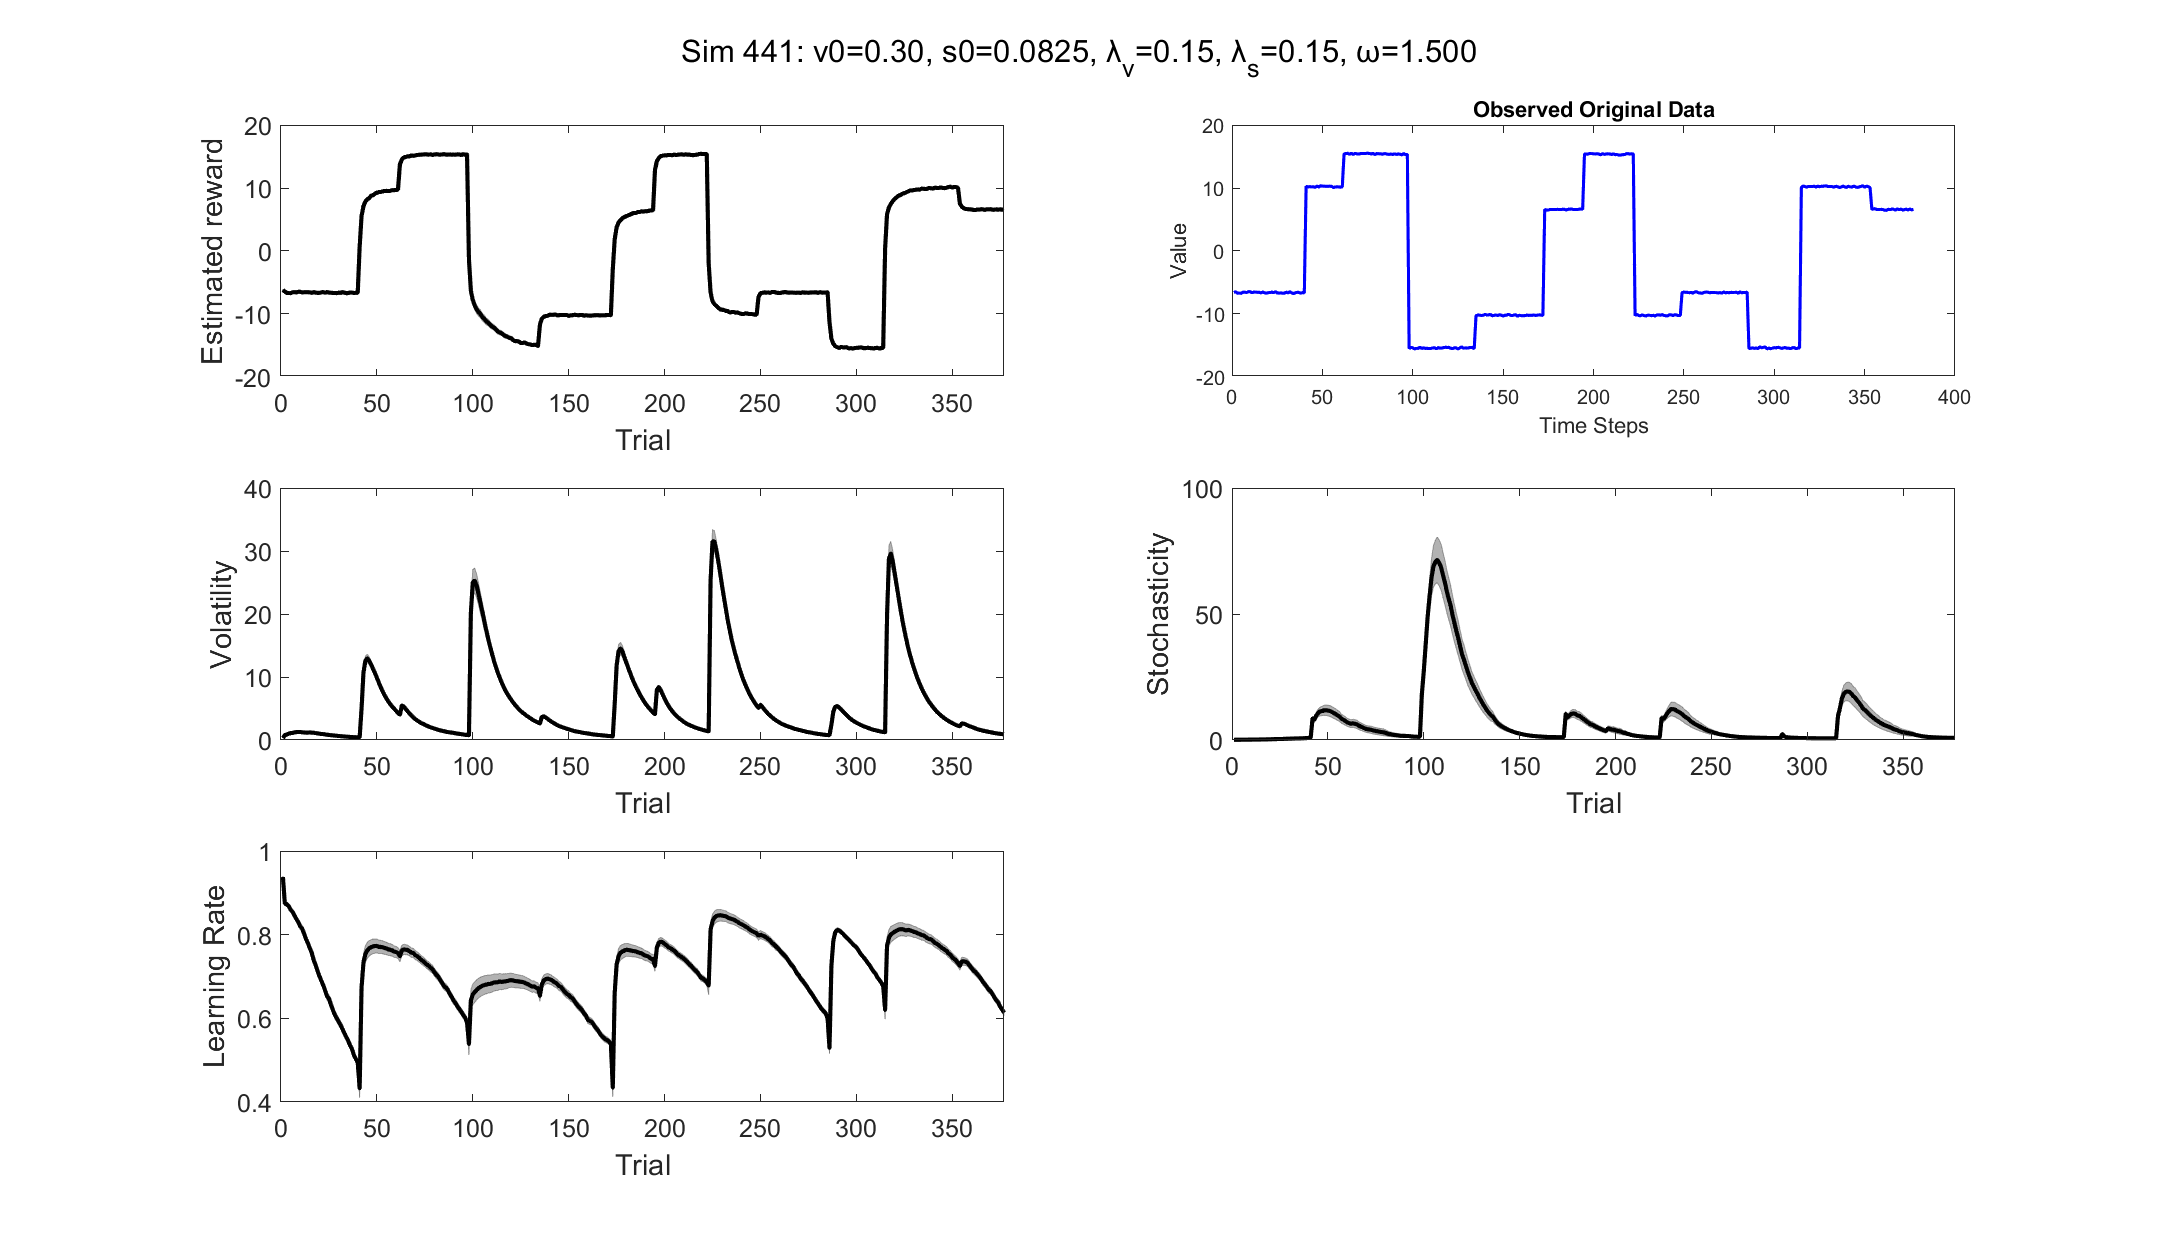 Sim 441: v0=0.30, s0=0.0825, λv=0.15, λs=0.15, ω=1.500
Estimated reward
20
10
0
-10
-20
0 50 100 150 200 250 300 350
Trial
Observed Original Data
Value
20
10
0
-10
-20
0 50 100 150 200 250 300 350 400
Time Steps
Volatility
40
30
20
10
0
0 50 100 150 200 250 300 350
Trial
Stochasticity
100
50
0
0 50 100 150 200 250 300 350
Trial
Learning Rate
1
0.8
0.6
0.4
0 50 100 150 200 250 300 350
Trial